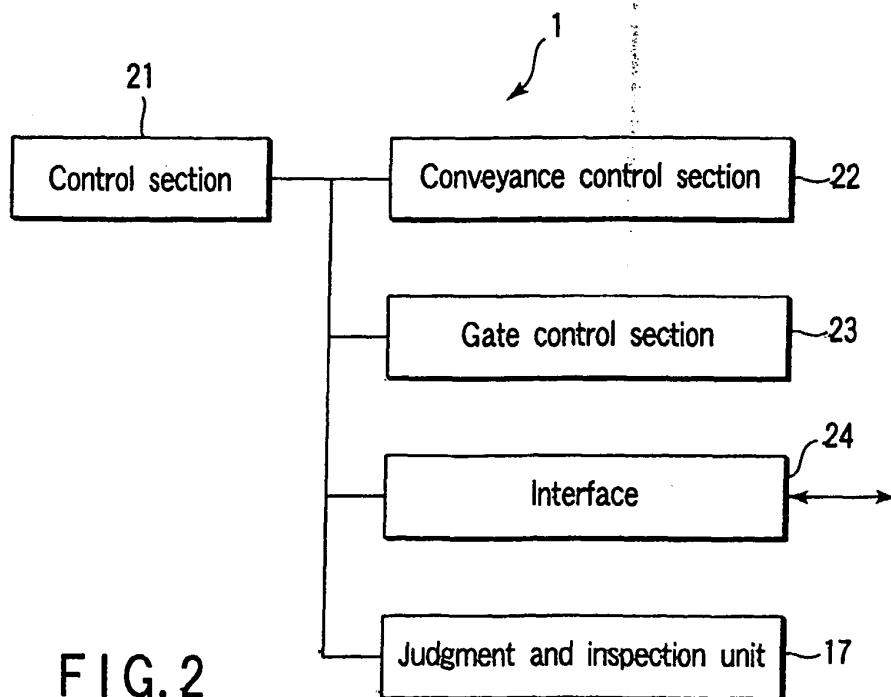 1
21
Control section
Conveyance control section
22
Gate control section
23
24
Interface
Judgment and inspection unit
17
FIG.2